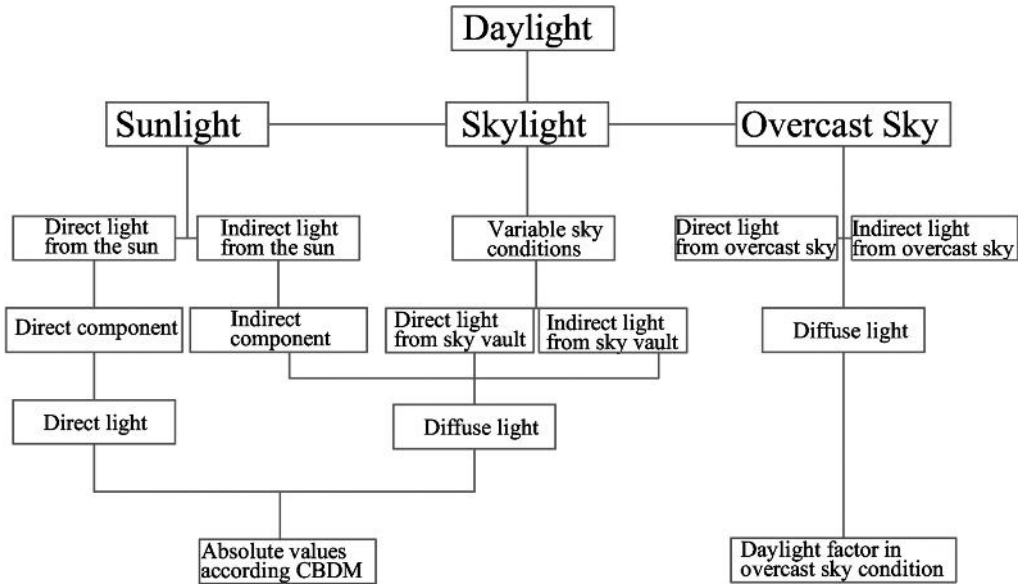 Daylight
Sunlight
Skylight
Overcast Sky
Direct light
from the sun
Indirect light
from the sun
Variable sky
conditions
Direct light
from overcast sky
Indirect light
from overcast sky
Direct component
Indirect
component
Direct light
from sky vault
Indirect light
from sky vault
Diffuse light
Direct light
Diffuse light
Absolute values
according CBDM
Daylight factor in
overcast sky condition